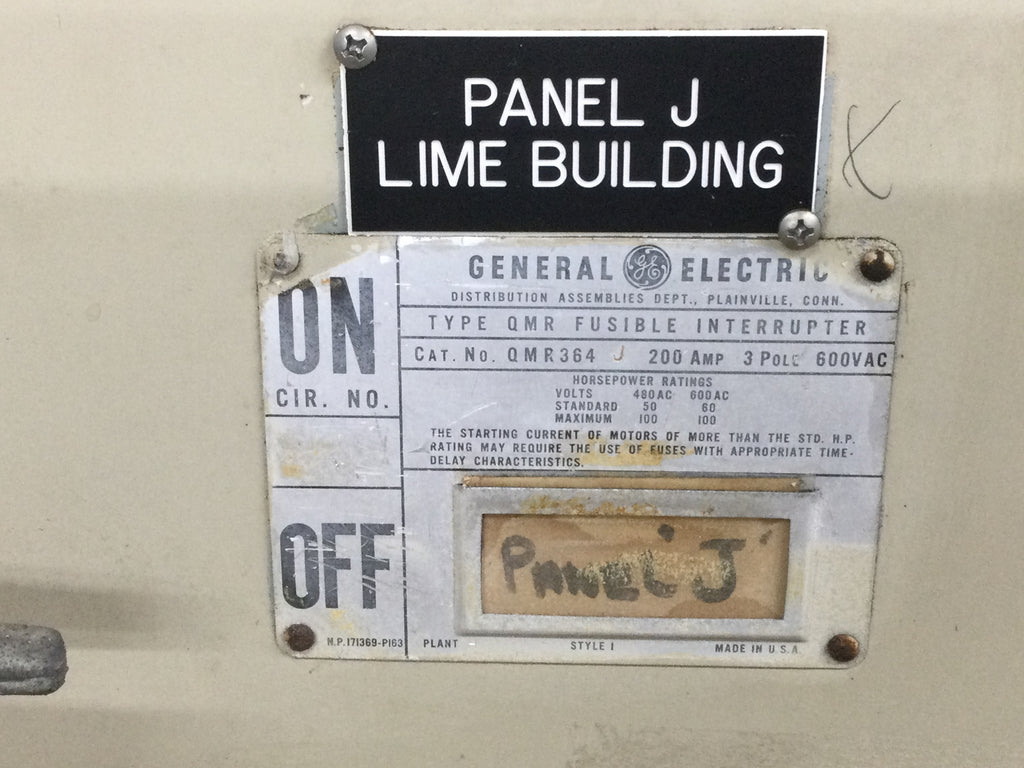 PANEL J
LIME BUILDING
ON
CIR. NO.
OFF
N.P.171369-P163
GENERAL GE ELECTRIC
DISTRIBUTION ASSEMBLIES DEPT., PLAINVILLE, CONN.
TYPE QMR FUSIBLE INTERRUPTER
CAT. NO. QMR364 J 200 AMP 3 POLE 600VAC
HORSEPOWER RATINGS
VOLTS 480AC 600AC
STANDARD 50 60
MAXIMUM 100 100
THE STARTING CURRENT OF MOTORS OF MORE THAN THE STD. H.P.
RATING MAY REQUIRE THE USE OF FUSES WITH APPROPRIATE TIME-
DELAY CHARACTERISTICS.
PANEL 'J'
PLANT STYLE I MADE IN U.S.A.